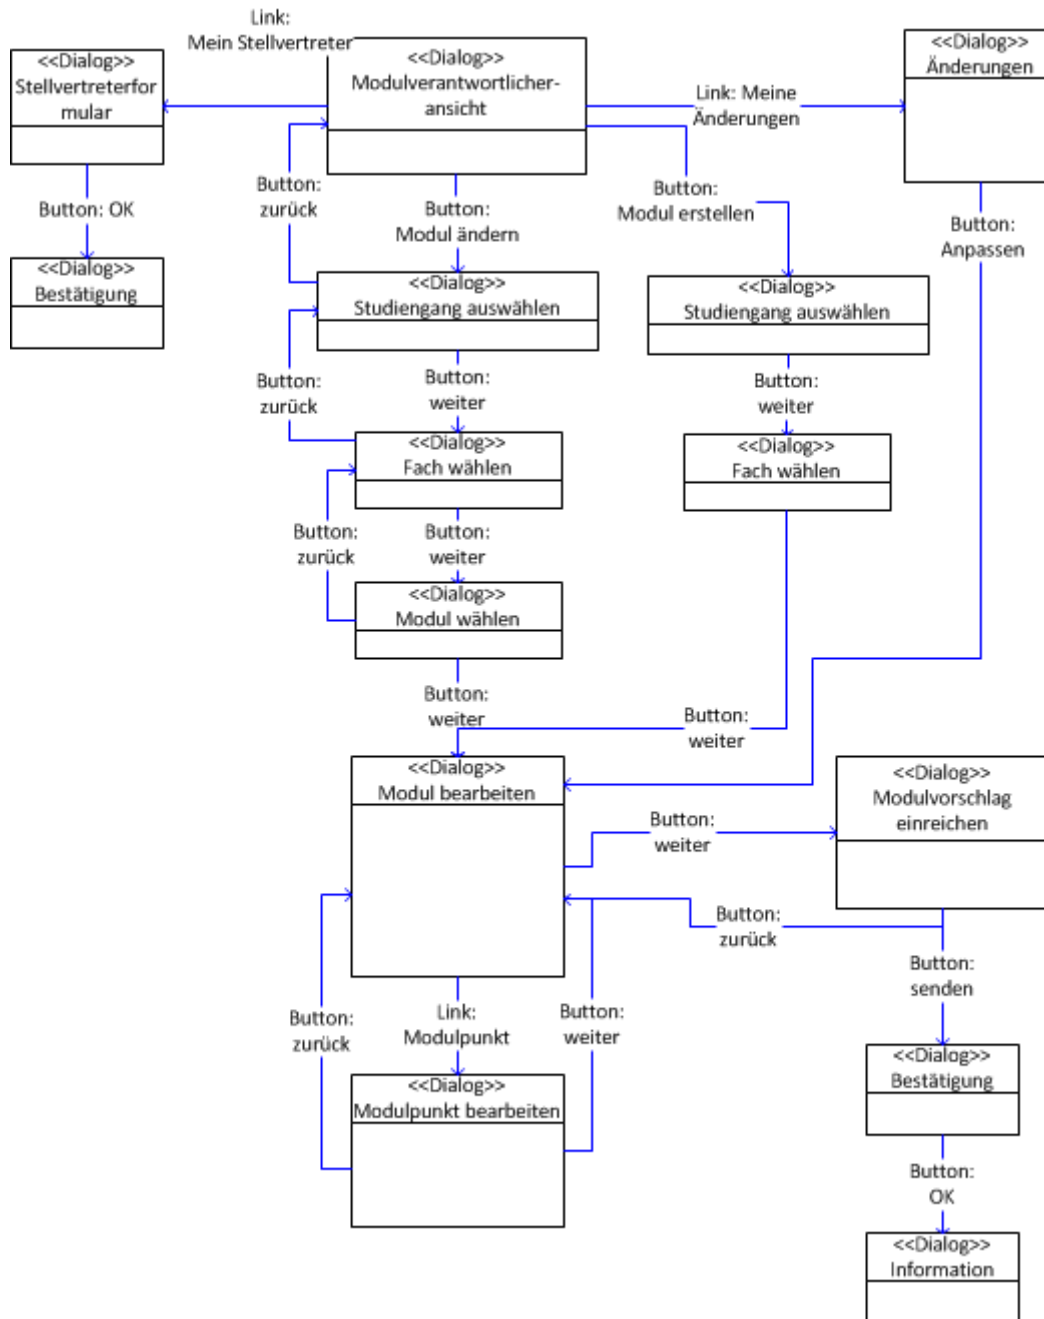 Link:
Mein Stellvertreter
<<Dialog>>
Stellvertreterfor
mular
<<Dialog>>
Modulverantwortlicher-
ansicht
<<Dialog>>
Änderungen
Link: Meine
Änderungen
Button:
zurück
Button:
Modul ändern
Button:
Modul erstellen
Button: OK
Button:
Anpassen
<<Dialog>>
Bestätigung
<<Dialog>>
Studiengang auswählen
<<Dialog>>
Studiengang auswählen
Button:
zurück
Button:
weiter
Button:
weiter
<<Dialog>>
Fach wählen
<<Dialog>>
Fach wählen
Button:
zurück
Button:
weiter
<<Dialog>>
Modul wählen
Button:
weiter
Button:
weiter
<<Dialog>>
Modul bearbeiten
<<Dialog>>
Modulvorschlag
einreichen
Button:
weiter
Button:
zurück
Button:
senden
Button:
zurück
Link:
Modulpunkt
Button:
weiter
<<Dialog>>
Bestätigung
<<Dialog>>
Modulpunkt bearbeiten
Button:
OK
<<Dialog>>
Information